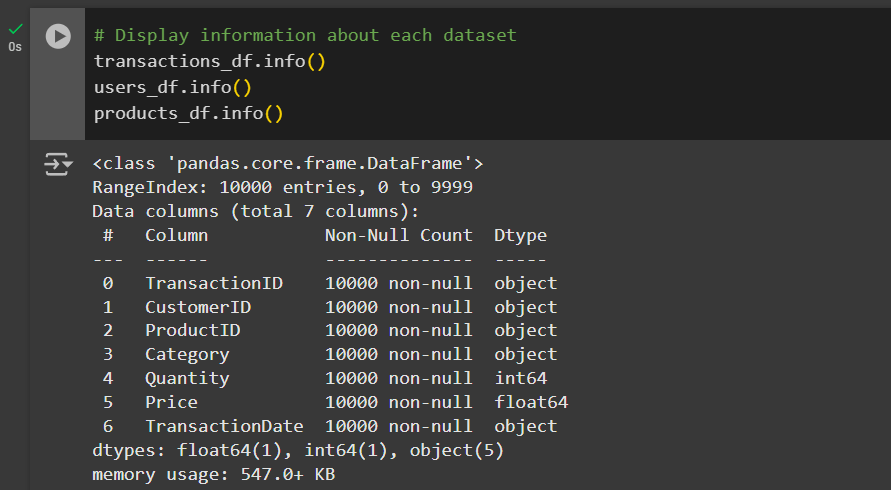 0s
# Display information about each dataset
transactions_df.info()
users_df.info()
products_df.info()
<class 'pandas.core.frame.DataFrame'>
RangeIndex: 10000 entries, 0 to 9999
Data columns (total 7 columns):
 #   Column           Non-Null Count  Dtype
---  ------           --------------  -----
 0   TransactionID    10000 non-null  object
 1   CustomerID       10000 non-null  object
 2   ProductID        10000 non-null  object
 3   Category         10000 non-null  object
 4   Quantity         10000 non-null  int64
 5   Price            10000 non-null  float64
 6   TransactionDate  10000 non-null  object
dtypes: float64(1), int64(1), object(5)
memory usage: 547.0+ KB